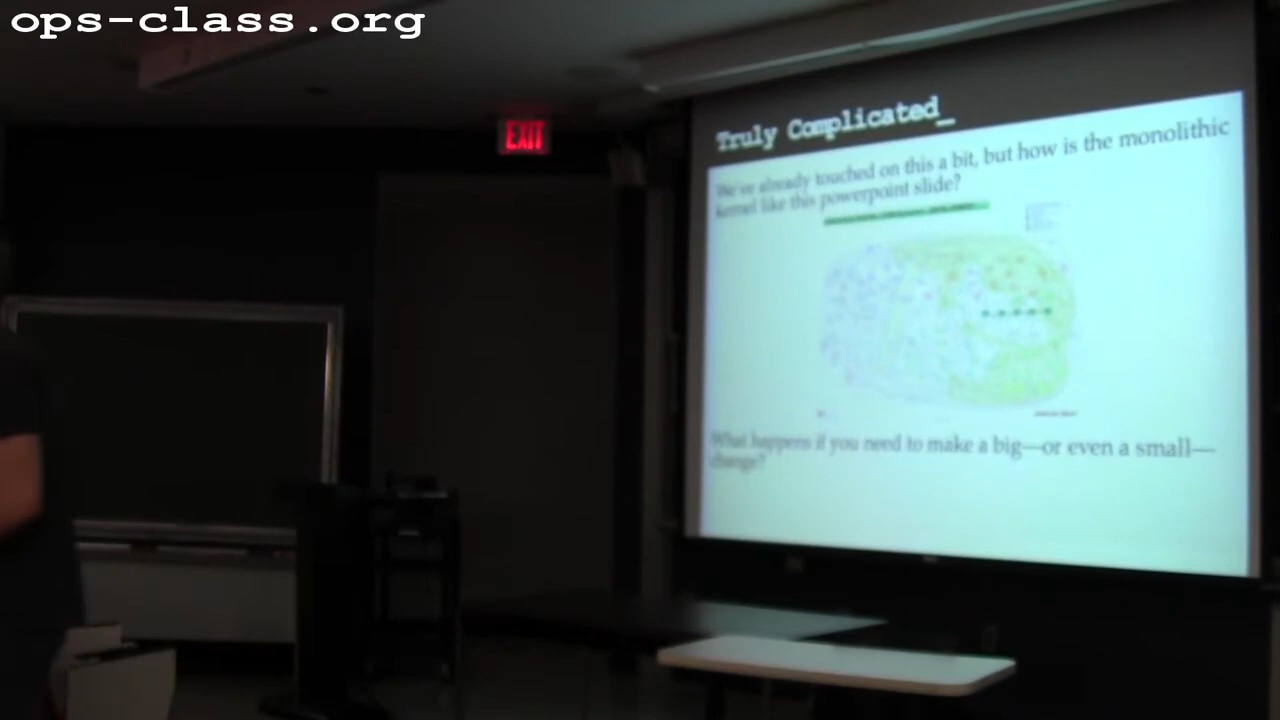 ops-class.org
EXIT
Truly Complicated_
We've already touched on this a bit, but how is the monolithic
kernel like this powerpoint slide?
What happens if you need to make a big—or even a small—
change?